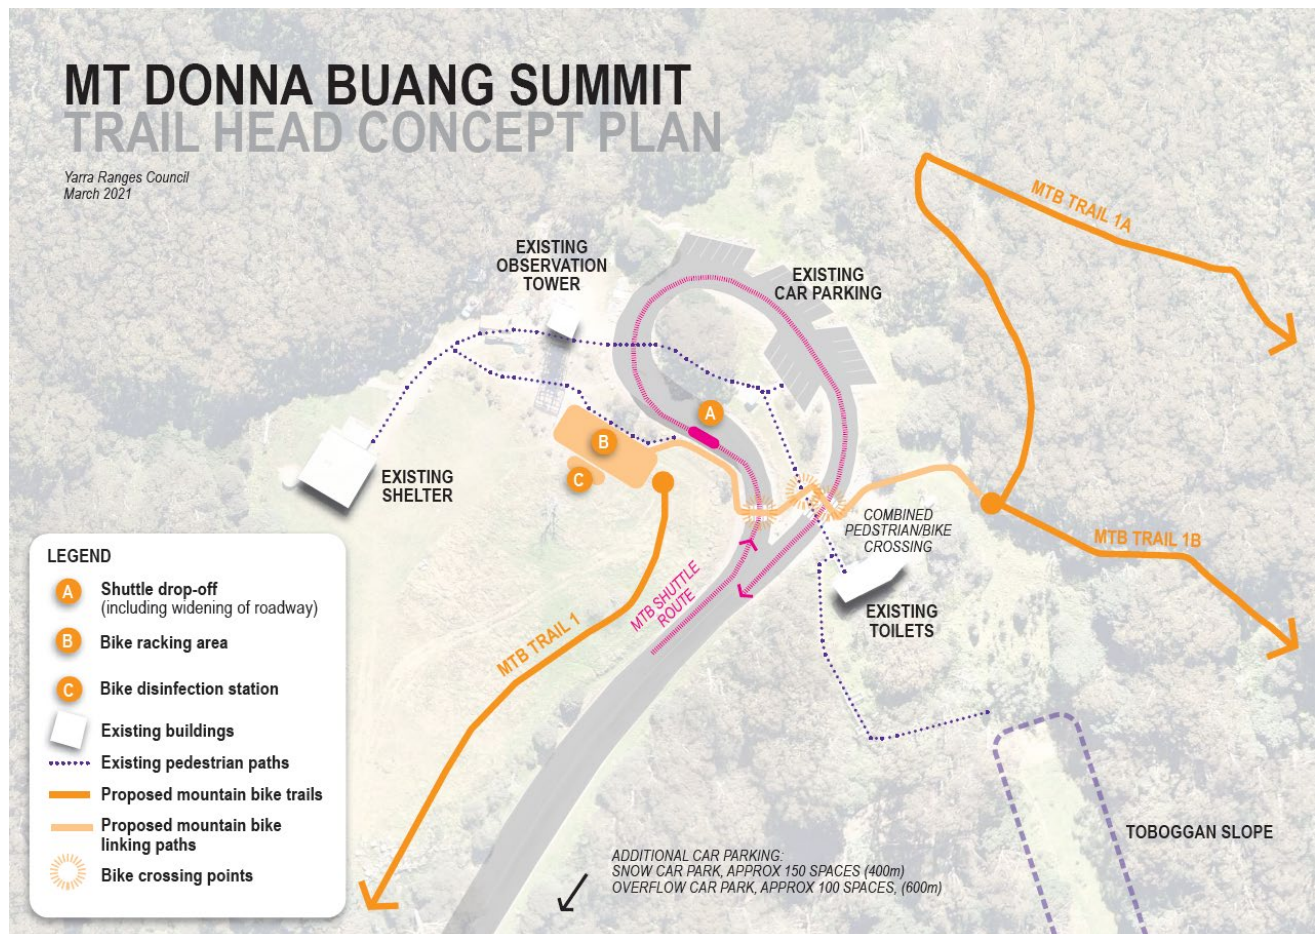 MT DONNA BUANG SUMMIT
TRAIL HEAD CONCEPT PLAN
Yarra Ranges Council
March 2021
MTB TRAIL 1A
EXISTING
OBSERVATION
TOWER
EXISTING
CAR PARKING
A
B
C
EXISTING
SHELTER
COMBINED
PEDSTRIAN/BIKE
CROSSING
MTB TRAIL 1B
MTB SHUTTLE
ROUTE
EXISTING
TOILETS
MTB TRAIL 1
LEGEND
A Shuttle drop-off
(including widening of roadway)
B Bike racking area
C Bike disinfection station
Existing buildings
Existing pedestrian paths
Proposed mountain bike trails
Proposed mountain bike
linking paths
Bike crossing points
TOBOGGAN SLOPE
ADDITIONAL CAR PARKING:
SNOW CAR PARK, APPROX 150 SPACES (400m)
OVERFLOW CAR PARK, APPROX 100 SPACES, (600m)